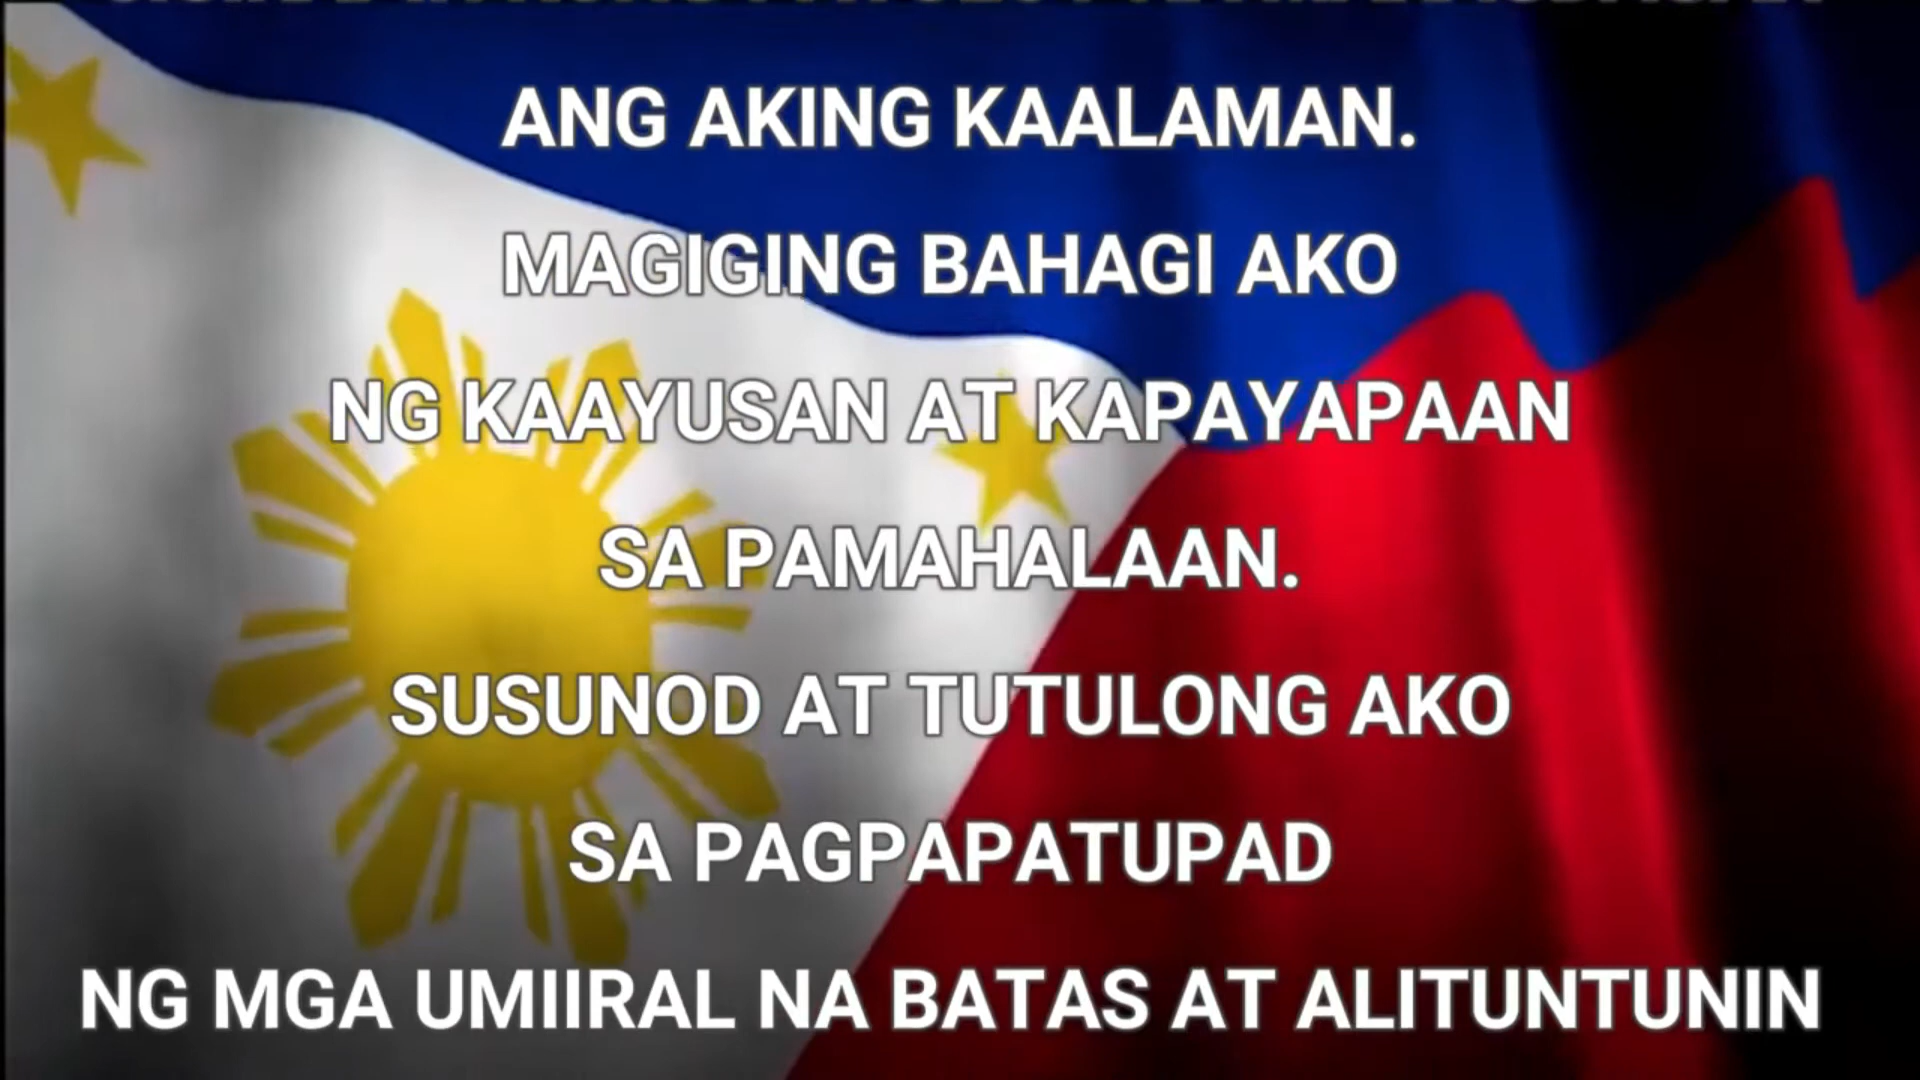 ANG AKING KAALAMAN.
MAGIGING BAHAGI AKO
NG KAAYUSAN AT KAPAYAPAAN
SA PAMAHALAAN.
SUSUNOD AT TUTULONG AKO
SA PAGPAPATUPAD
NG MGA UMIIRAL NA BATAS AT ALITUNTUNIN